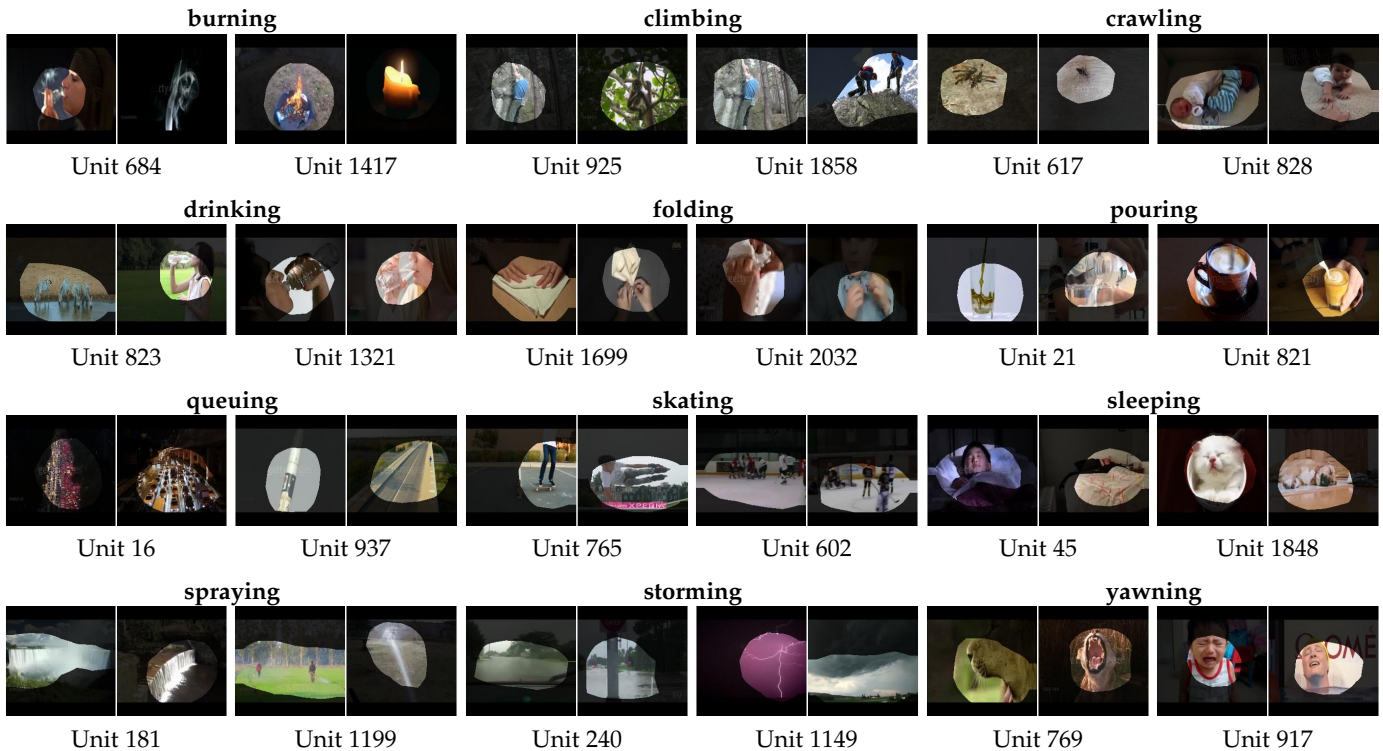 burning climbing crawling
Unit 684 Unit 1417 Unit 925 Unit 1858 Unit 617 Unit 828
drinking folding pouring
Unit 823 Unit 1321 Unit 1699 Unit 2032 Unit 21 Unit 821
queuing skating sleeping
XPERIA
Unit 16 Unit 937 Unit 765 Unit 602 Unit 45 Unit 1848
spraying storming yawning
OME
Unit 181 Unit 1199 Unit 240 Unit 1149 Unit 769 Unit 917